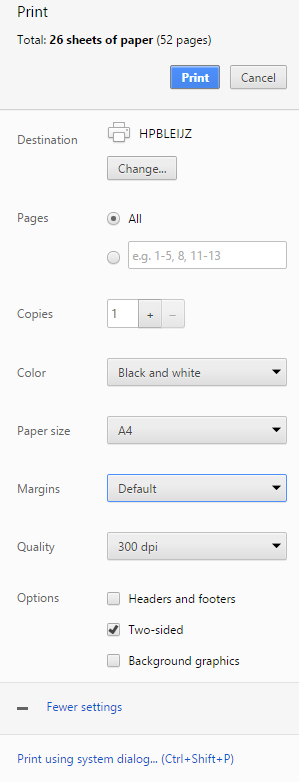 Print
Total: 26 sheets of paper (52 pages)
Print Cancel
Destination HPBLEIJZ
Change...
Pages All
e.g. 1-5, 8, 11-13
Copies 1 + −
Color Black and white
Paper size A4
Margins Default
Quality 300 dpi
Options Headers and footers
Two-sided
Background graphics
Fewer settings
Print using system dialog... (Ctrl+Shift+P)